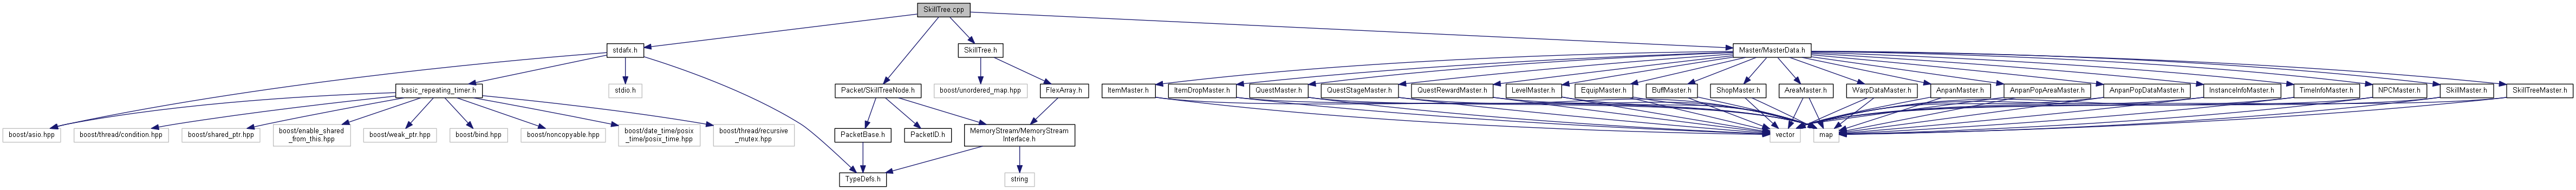 SkillTree.cpp
stdafx.h
SkillTree.h
Master/MasterData.h
basic_repeating_timer.h
stdio.h
Packet/SkillTreeNode.h
boost/unordered_map.hpp
FlexArray.h
ItemMaster.h
ItemDropMaster.h
QuestMaster.h
QuestStageMaster.h
QuestRewardMaster.h
LevelMaster.h
EquipMaster.h
BuffMaster.h
ShopMaster.h
AreaMaster.h
WarpDataMaster.h
AnpanMaster.h
AnpanPopAreaMaster.h
AnpanPopDataMaster.h
InstanceInfoMaster.h
TimeInfoMaster.h
NPCMaster.h
SkillMaster.h
SkillTreeMaster.h
boost/asio.hpp
boost/thread/condition.hpp
boost/shared_ptr.hpp
boost/enable_shared
_from_this.hpp
boost/weak_ptr.hpp
boost/bind.hpp
boost/noncopyable.hpp
boost/date_time/posix
_time/posix_time.hpp
boost/thread/recursive
_mutex.hpp
PacketBase.h
PacketID.h
MemoryStream/MemoryStream
Interface.h
vector
map
TypeDefs.h
string